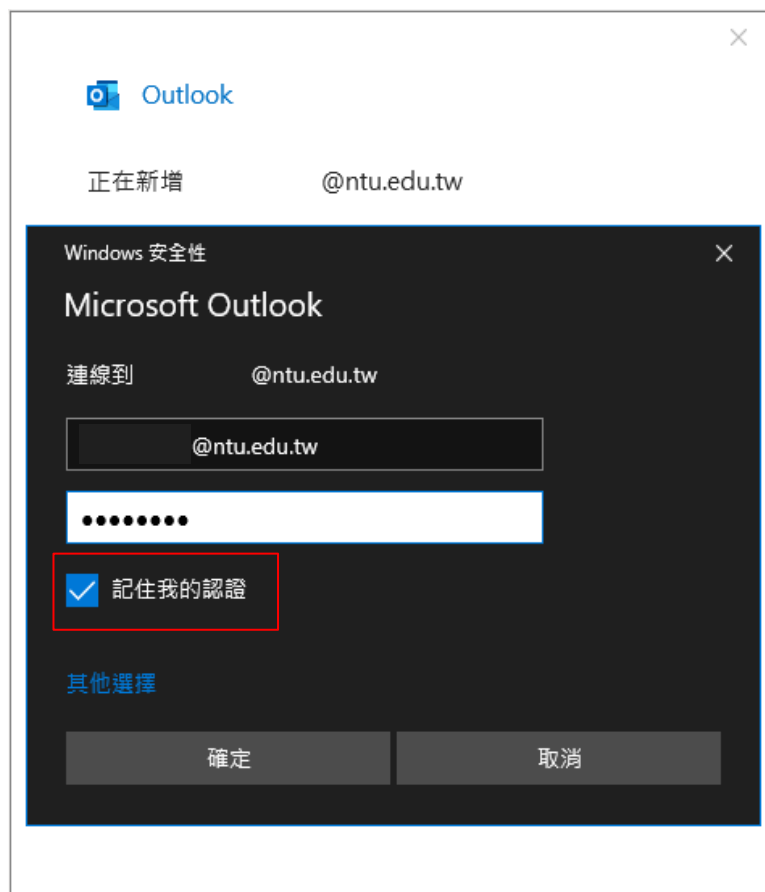 Outlook
正在新增 @ntu.edu.tw
Windows 安全性
Microsoft Outlook
連線到 @ntu.edu.tw
@ntu.edu.tw
●●●●●●●●
記住我的認證
其他選擇
確定 取消